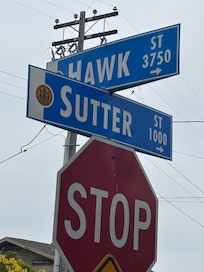 HAWK ST
3750 →
SUTTER ST
1000 →
STOP